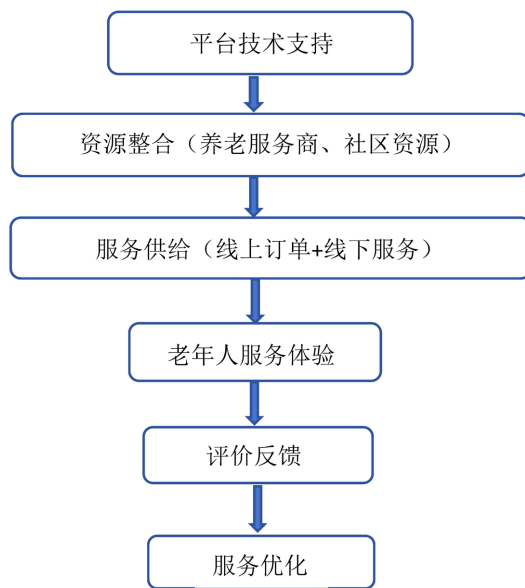 平台技术支持
资源整合（养老服务商、社区资源）
服务供给（线上订单+线下服务）
老年人服务体验
评价反馈
服务优化